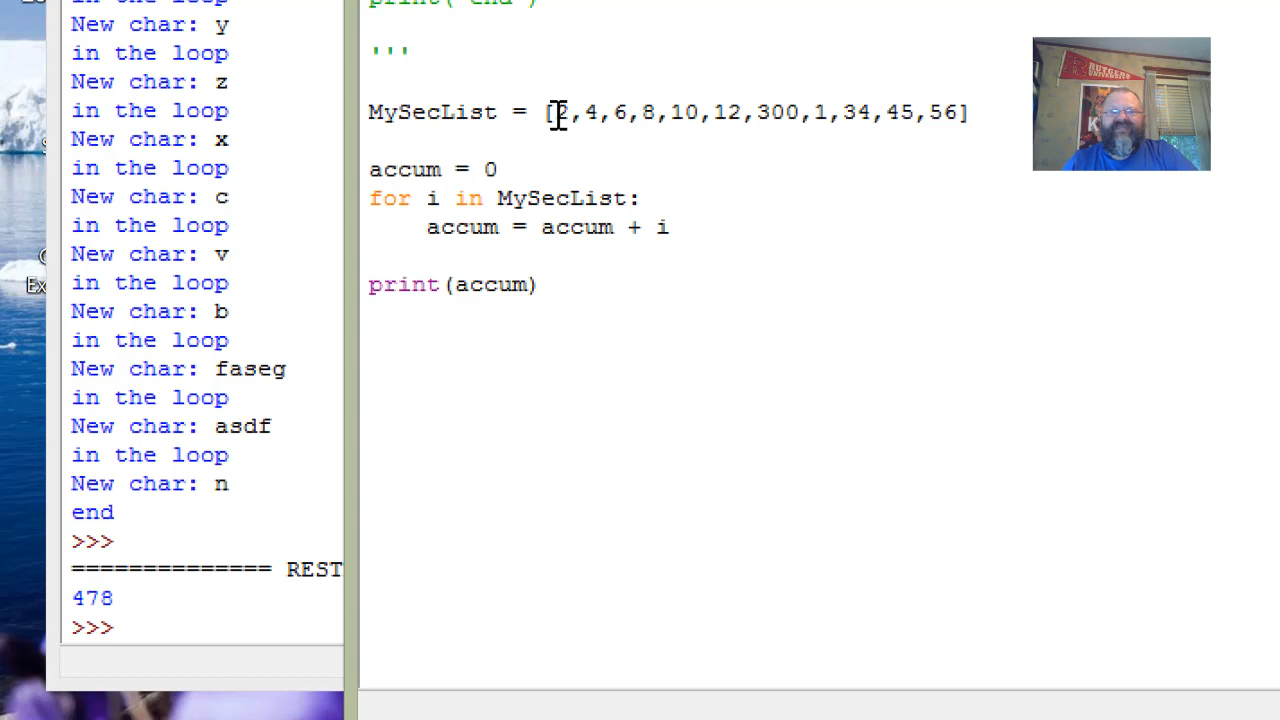 New char: y
in the loop
New char: z
in the loop
New char: x
in the loop
New char: c
in the loop
New char: v
in the loop
New char: b
in the loop
New char: faseg
in the loop
New char: asdf
in the loop
New char: n
end
>>>
============== REST
478
>>>
'''
MySecList = [2,4,6,8,10,12,300,1,34,45,56]
accum = 0
for i in MySecList:
    accum = accum + i
print(accum)
RUTGERS
UNIVERSITY